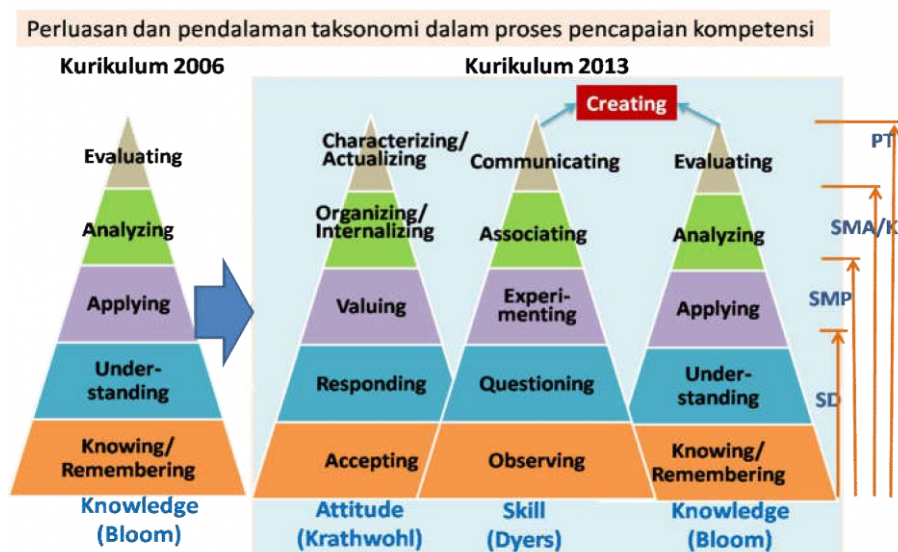 Perluasan dan pendalaman taksonomi dalam proses pencapaian kompetensi
Kurikulum 2006
Evaluating
Analyzing
Applying
Under-
standing
Knowing/
Remembering
Knowledge
(Bloom)
Kurikulum 2013
Creating
Characterizing/
Actualizing
Organizing/
Internalizing
Valuing
Responding
Accepting
Attitude
(Krathwohl)
Communicating
Associating
Experi-
menting
Questioning
Observing
Skill
(Dyers)
Evaluating
Analyzing
Applying
Under-
standing
Knowing/
Remembering
Knowledge
(Bloom)
PT
SMA/K
SMP
SD